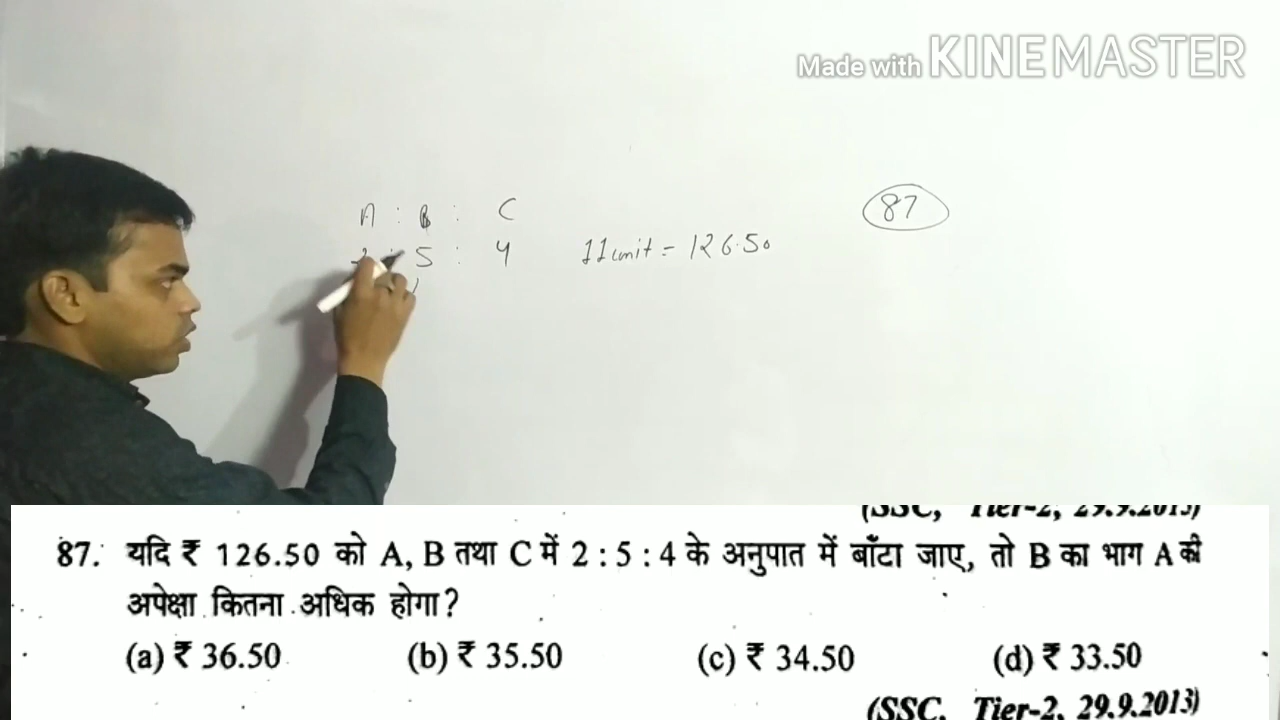 Made with KINEMASTER
87
A : B : C
2 : 5 : 4 11 unit = 126.50
(SSC, Tier-2, 29.9.2013)
87. यदि ₹ 126.50 को A, B तथा C में 2 : 5 : 4 के अनुपात में बाँटा जाए, तो B का भाग A की
अपेक्षा कितना अधिक होगा?
(a) ₹ 36.50 (b) ₹ 35.50 (c) ₹ 34.50 (d) ₹ 33.50
(SSC, Tier-2, 29.9.2013)